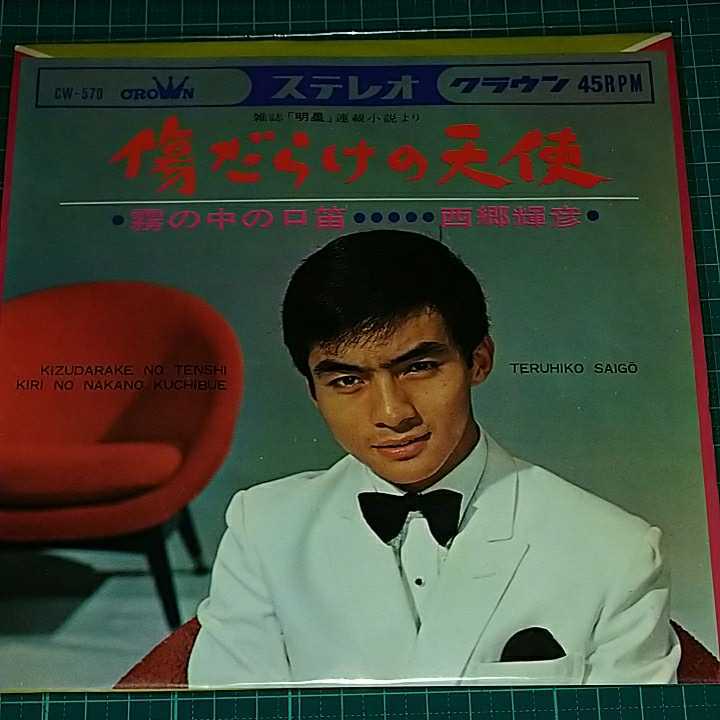 CW-570 CROWN ステレオ クラウン 45RPM
雑誌「明星」連載小説より
傷だらけの天使
●霧の中の口笛●●●●●西郷輝彦●
KIZUDARAKE NO TENSHI
KIRI NO NAKANO KUCHIBUE
TERUHIKO SAIGŌ